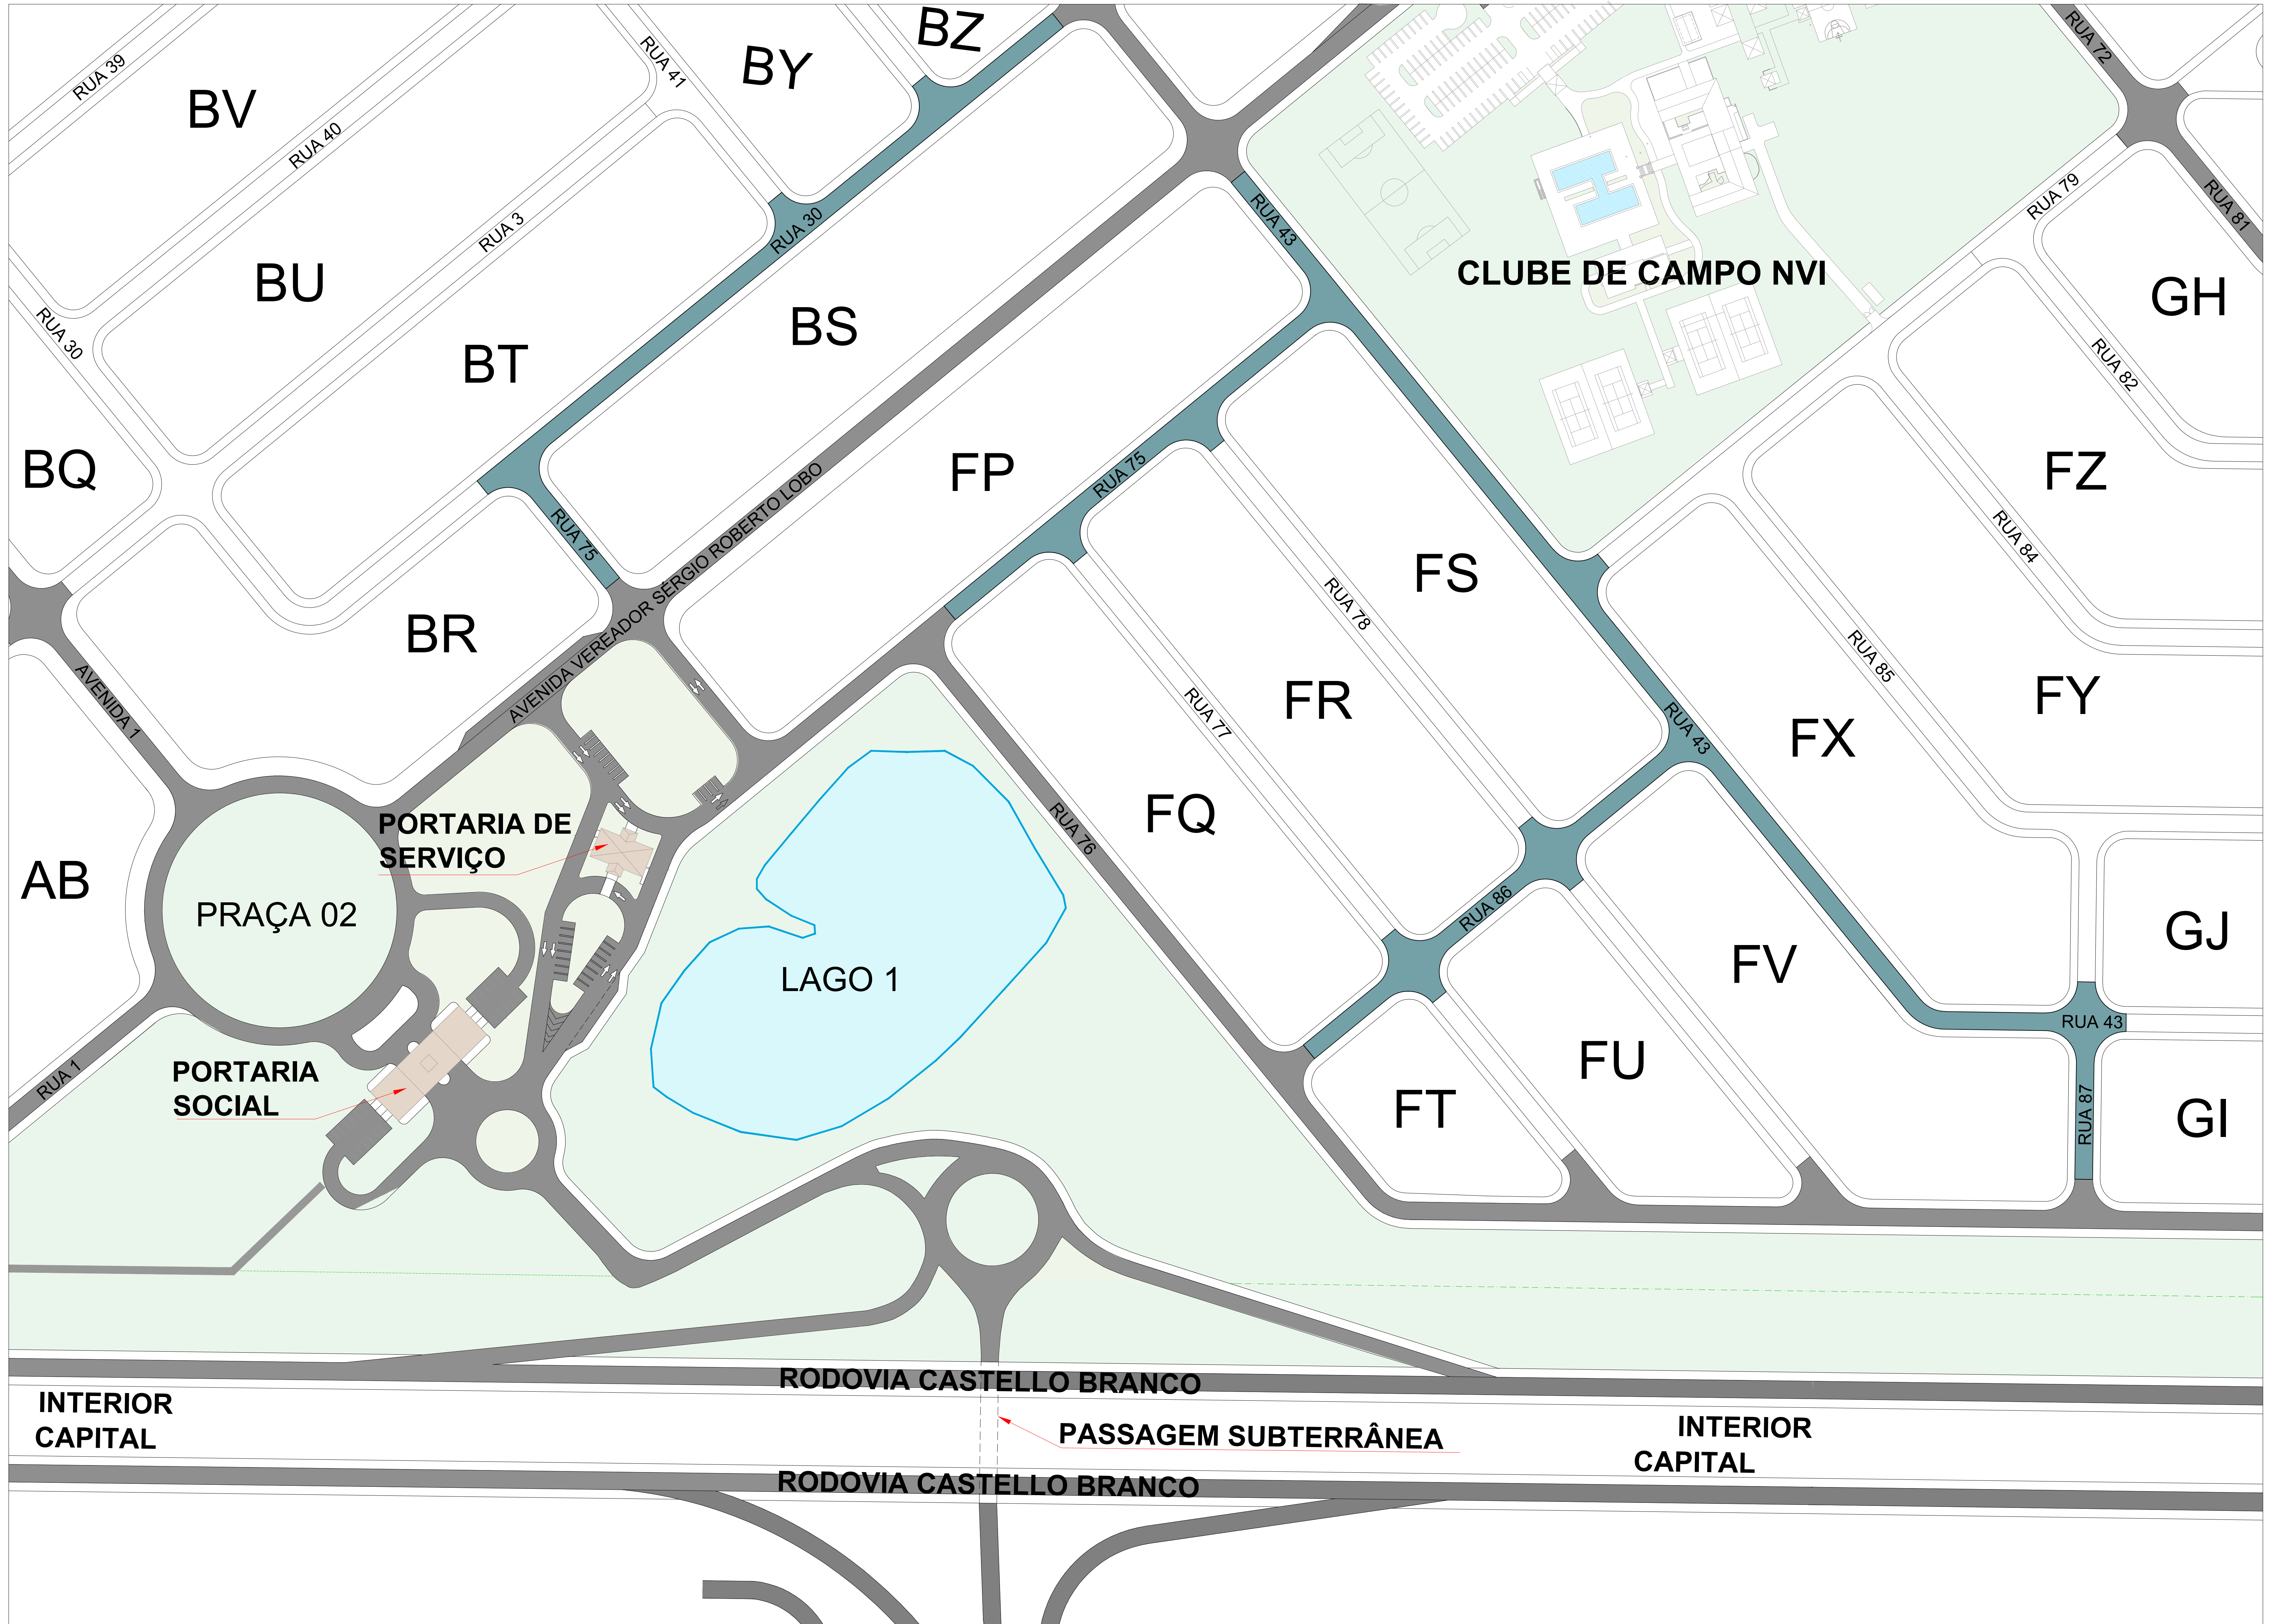 BZ
BY
RUA 41
RUA 72
RUA 39
BV
RUA 40
RUA 79
RUA 81
RUA 3
RUA 30
RUA 43
CLUBE DE CAMPO NVI
BU
GH
RUA 30
BS
BT
RUA 82
BQ
FP
RUA 75
FZ
RUA 75
AVENIDA VEREADOR SÉRGIO ROBERTO LOBO
RUA 84
FS
RUA 78
BR
RUA 85
AVENIDA 1
FR
RUA 77
FY
RUA 43
FX
PORTARIA DE
SERVIÇO
FQ
RUA 76
AB
PRAÇA 02
RUA 86
GJ
LAGO 1
FV
RUA 43
RUA 1
PORTARIA
SOCIAL
FU
FT
RUA 87
GI
RODOVIA CASTELLO BRANCO
INTERIOR
CAPITAL
PASSAGEM SUBTERRÂNEA
INTERIOR
CAPITAL
RODOVIA CASTELLO BRANCO